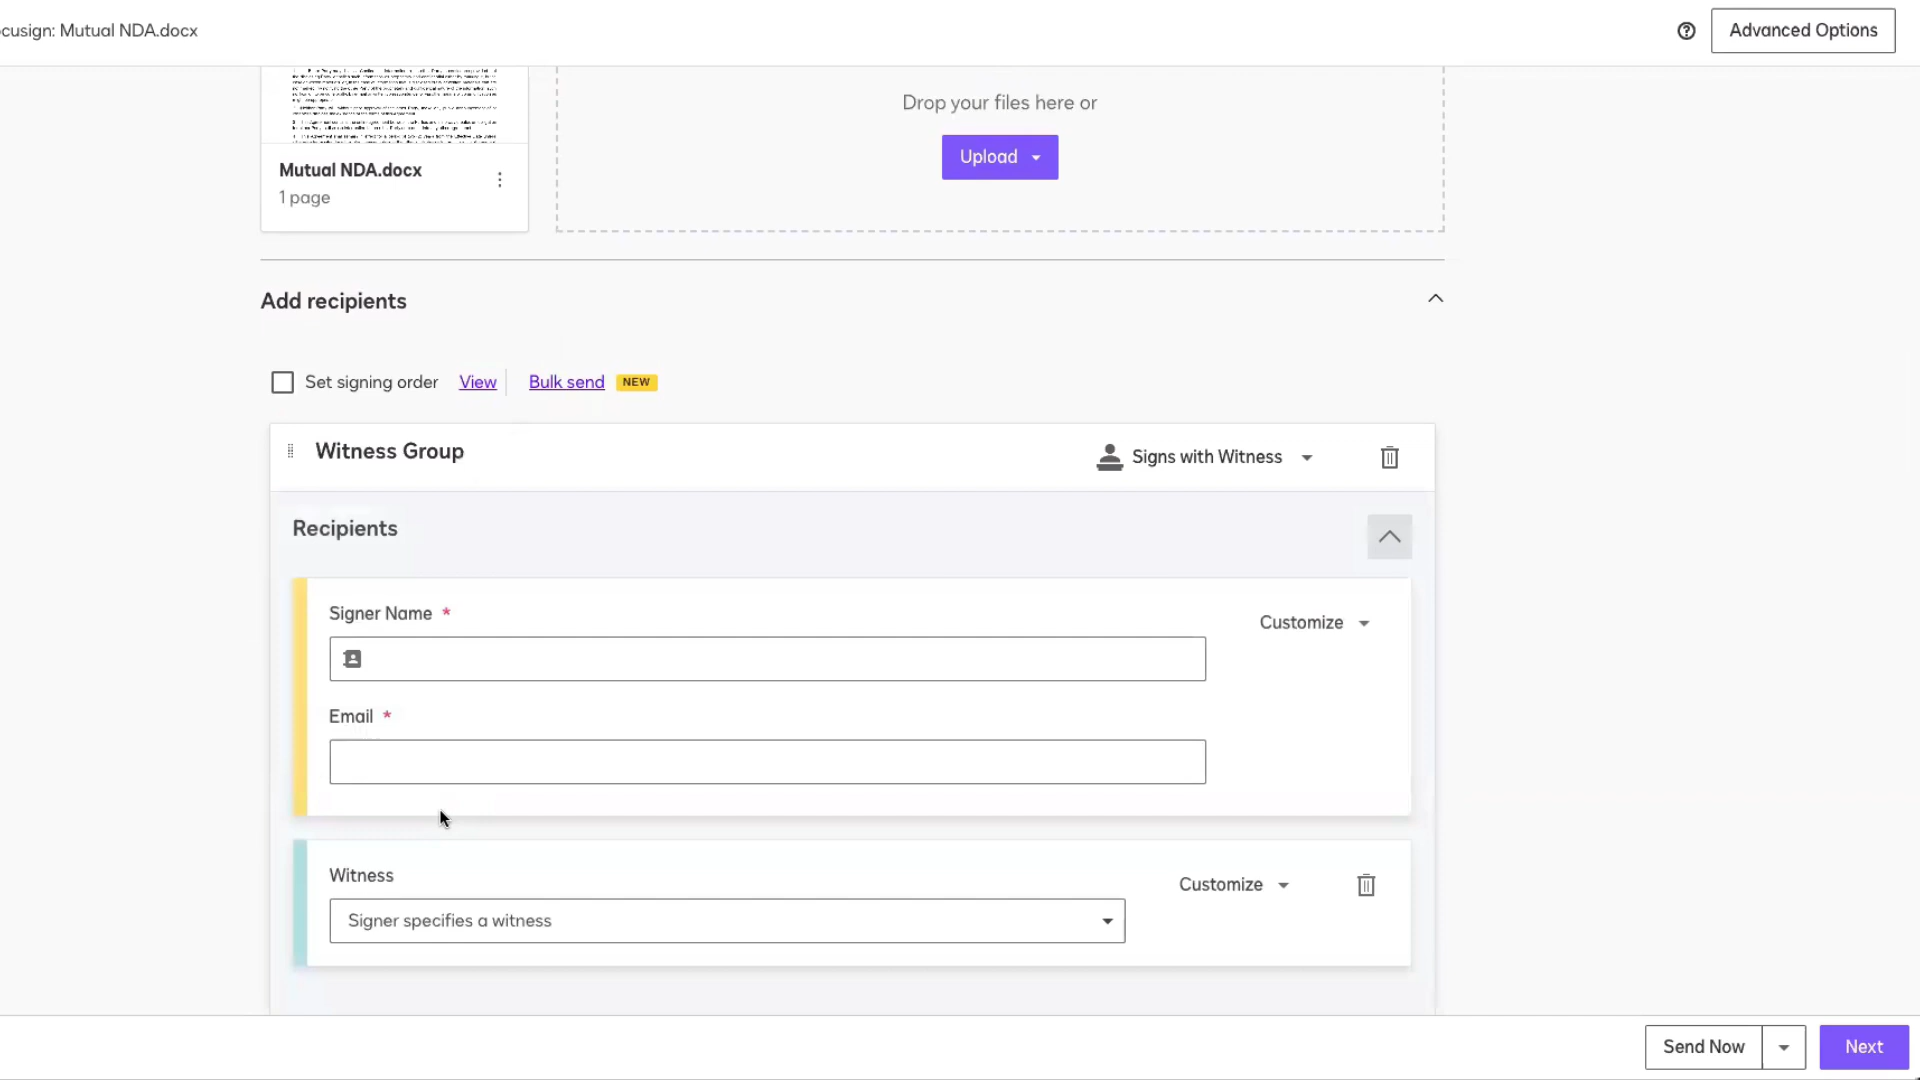 cusign: Mutual NDA.docx
Advanced Options
Drop your files here or
Upload
Mutual NDA.docx
1 page
Add recipients
Set signing order View Bulk send NEW
Witness Group
Signs with Witness
Recipients
Signer Name *
Customize
Email *
Witness
Customize
Signer specifies a witness
Send Now
Next